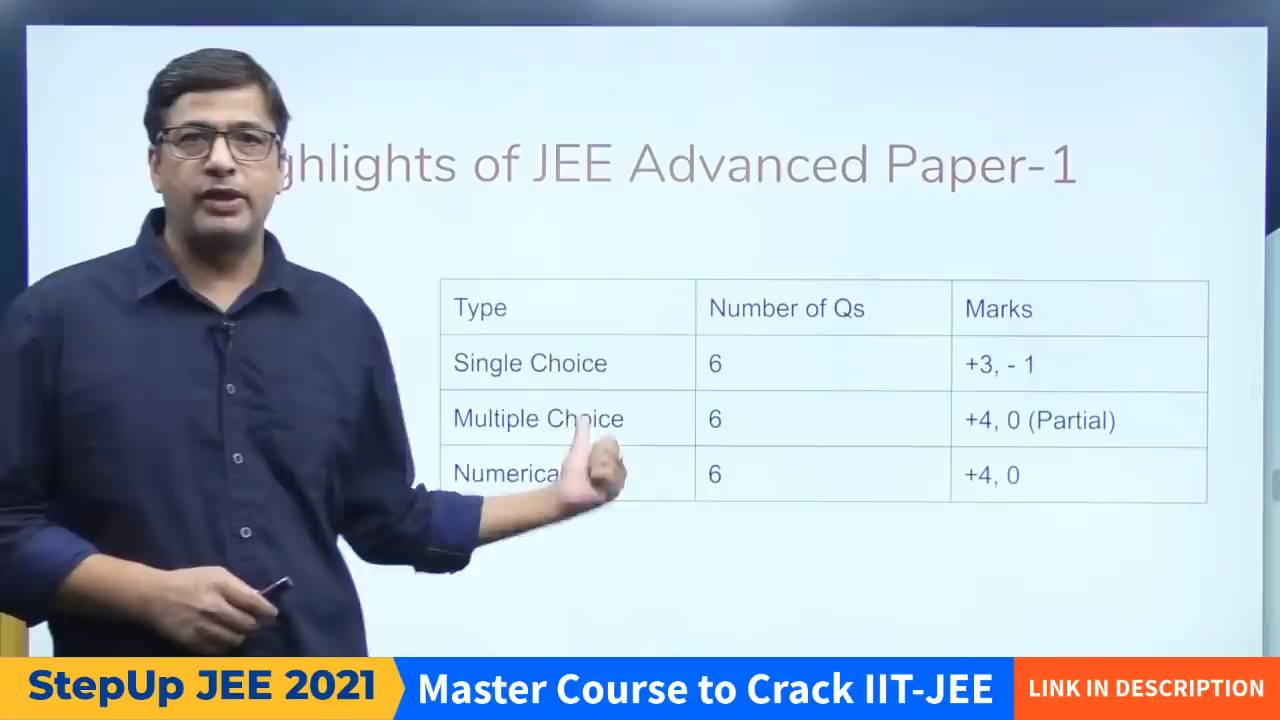 ghlights of JEE Advanced Paper-1
Type Number of Qs Marks
Single Choice 6 +3, - 1
Multiple Choice 6 +4, 0 (Partial)
Numerica 6 +4, 0
StepUp JEE 2021 Master Course to Crack IIT-JEE LINK IN DESCRIPTION